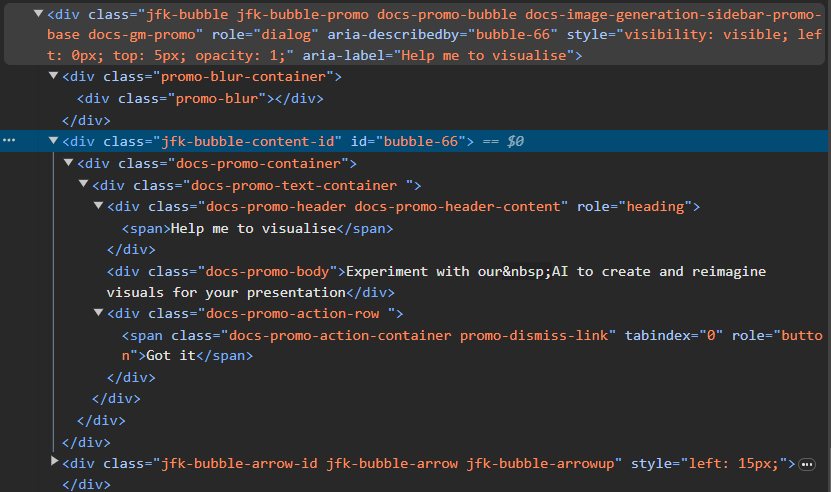 <div class="jfk-bubble jfk-bubble-promo docs-promo-bubble docs-image-generation-sidebar-promo-
base docs-gm-promo" role="dialog" aria-describedby="bubble-66" style="visibility: visible; lef
t: 0px; top: 5px; opacity: 1;" aria-label="Help me to visualise">
<div class="promo-blur-container">
<div class="promo-blur"></div>
</div>
<div class="jfk-bubble-content-id" id="bubble-66"> == $0
<div class="docs-promo-container">
<div class="docs-promo-text-container ">
<div class="docs-promo-header docs-promo-header-content" role="heading">
<span>Help me to visualise</span>
</div>
<div class="docs-promo-body">Experiment with our&nbsp;AI to create and reimagine
visuals for your presentation</div>
<div class="docs-promo-action-row ">
<span class="docs-promo-action-container promo-dismiss-link" tabindex="0" role="butto
n">Got it</span>
</div>
</div>
</div>
</div>
<div class="jfk-bubble-arrow-id jfk-bubble-arrow jfk-bubble-arrowup" style="left: 15px;">
</div>